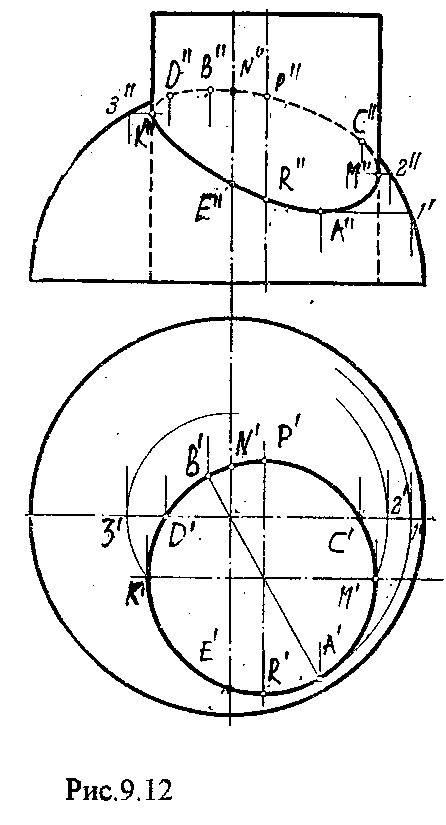 D" B" N" P"
3" K" C"
M" 2"
E" R" A" 1"
B' N' P'
3' D' C' 2' 1'
K' M'
E' R' A'
Рис.9.12